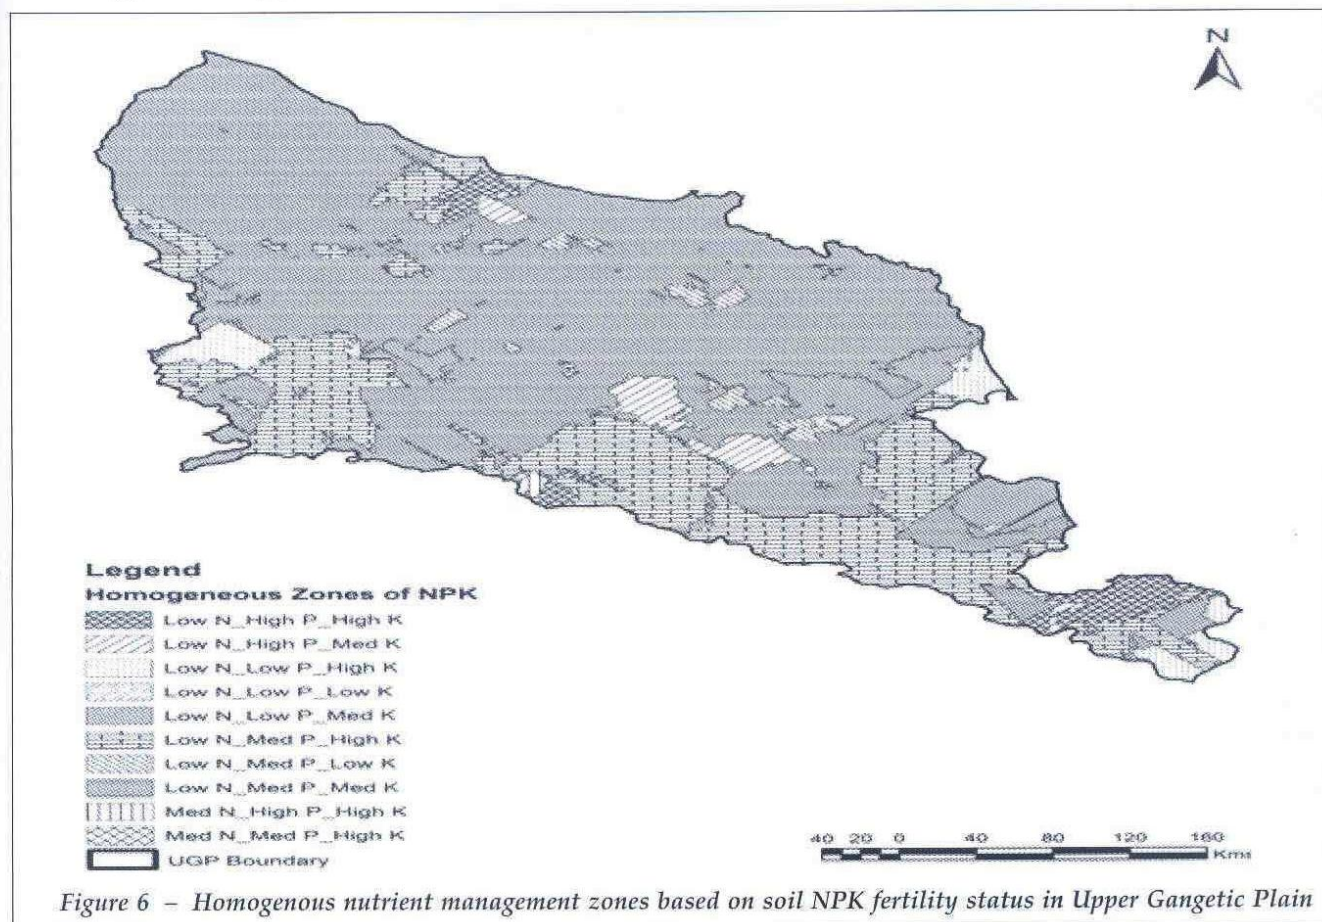 N
Legend
Homogeneous Zones of NPK
Low N_High P_High K
Low N_High P_Med K
Low N_Low P_High K
Low N_Low P_Low K
Low N_Low P_Med K
Low N_Med P_High K
Low N_Med P_Low K
Low N_Med P_Med K
Med N_High P_High K
Med N_Med P_High K
UGP Boundary
40 20 0 40 80 120 160
Kms
Figure 6 – Homogenous nutrient management zones based on soil NPK fertility status in Upper Gangetic Plain